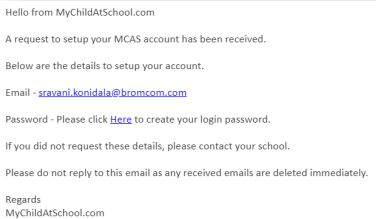 Hello from MyChildAtSchool.com
A request to setup your MCAS account has been received.
Below are the details to setup your account.
Email - sravani.konidala@bromcom.com
Password - Please click Here to create your login password.
If you did not request these details, please contact your school.
Please do not reply to this email as any received emails are deleted immediately.
Regards
MyChildAtSchool.com